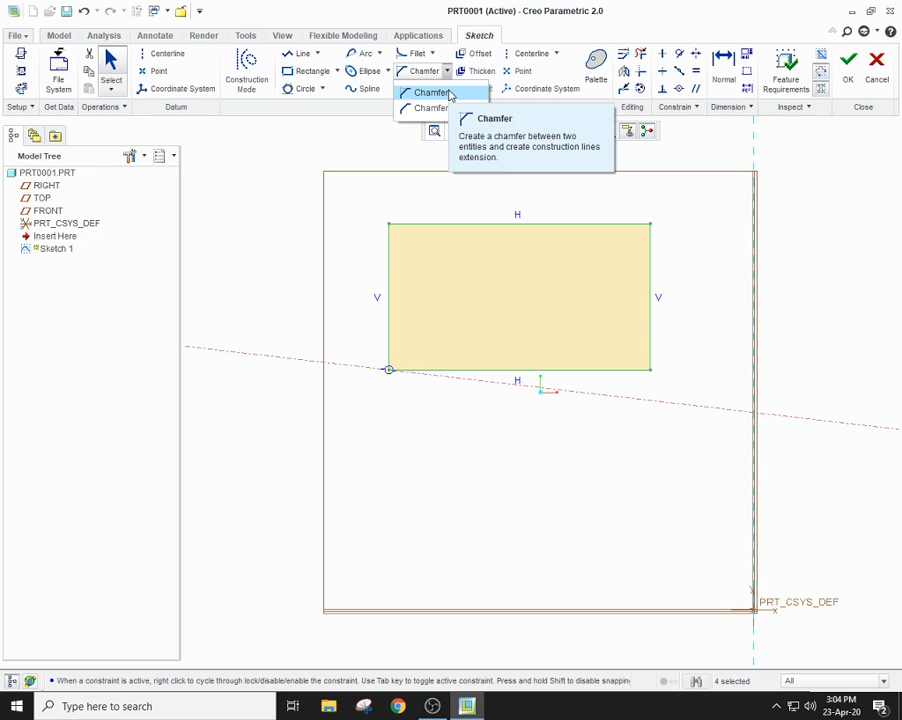 PRT0001 (Active) - Creo Parametric 2.0
File Model Analysis Annotate Render Tools View Flexible Modeling Applications Sketch
File System
Select
Centerline
Point
Coordinate System
Construction Mode
Line Arc Fillet Offset Centerline
Rectangle Ellipse Chamfer Thicken Point
Circle Spline Coordinate System
Palette
Normal
Feature Requirements
OK Cancel
Setup Get Data Operations Datum Editing Constrain Dimension Inspect Close
Chamfer
Chamfer
Chamfer
Create a chamfer between two
entities and create construction lines
extension.
Model Tree
PRT0001.PRT
RIGHT
TOP
FRONT
PRT_CSYS_DEF
Insert Here
Sketch 1
H
V V
H
PRT_CSYS_DEF
x
When a constraint is active, right click to cycle through lock/disable/enable the constraint. Use Tab key to toggle active constraint. Press and hold Shift to disable snapping
4 selected
All
Type here to search
3:04 PM
23-Apr-20
2